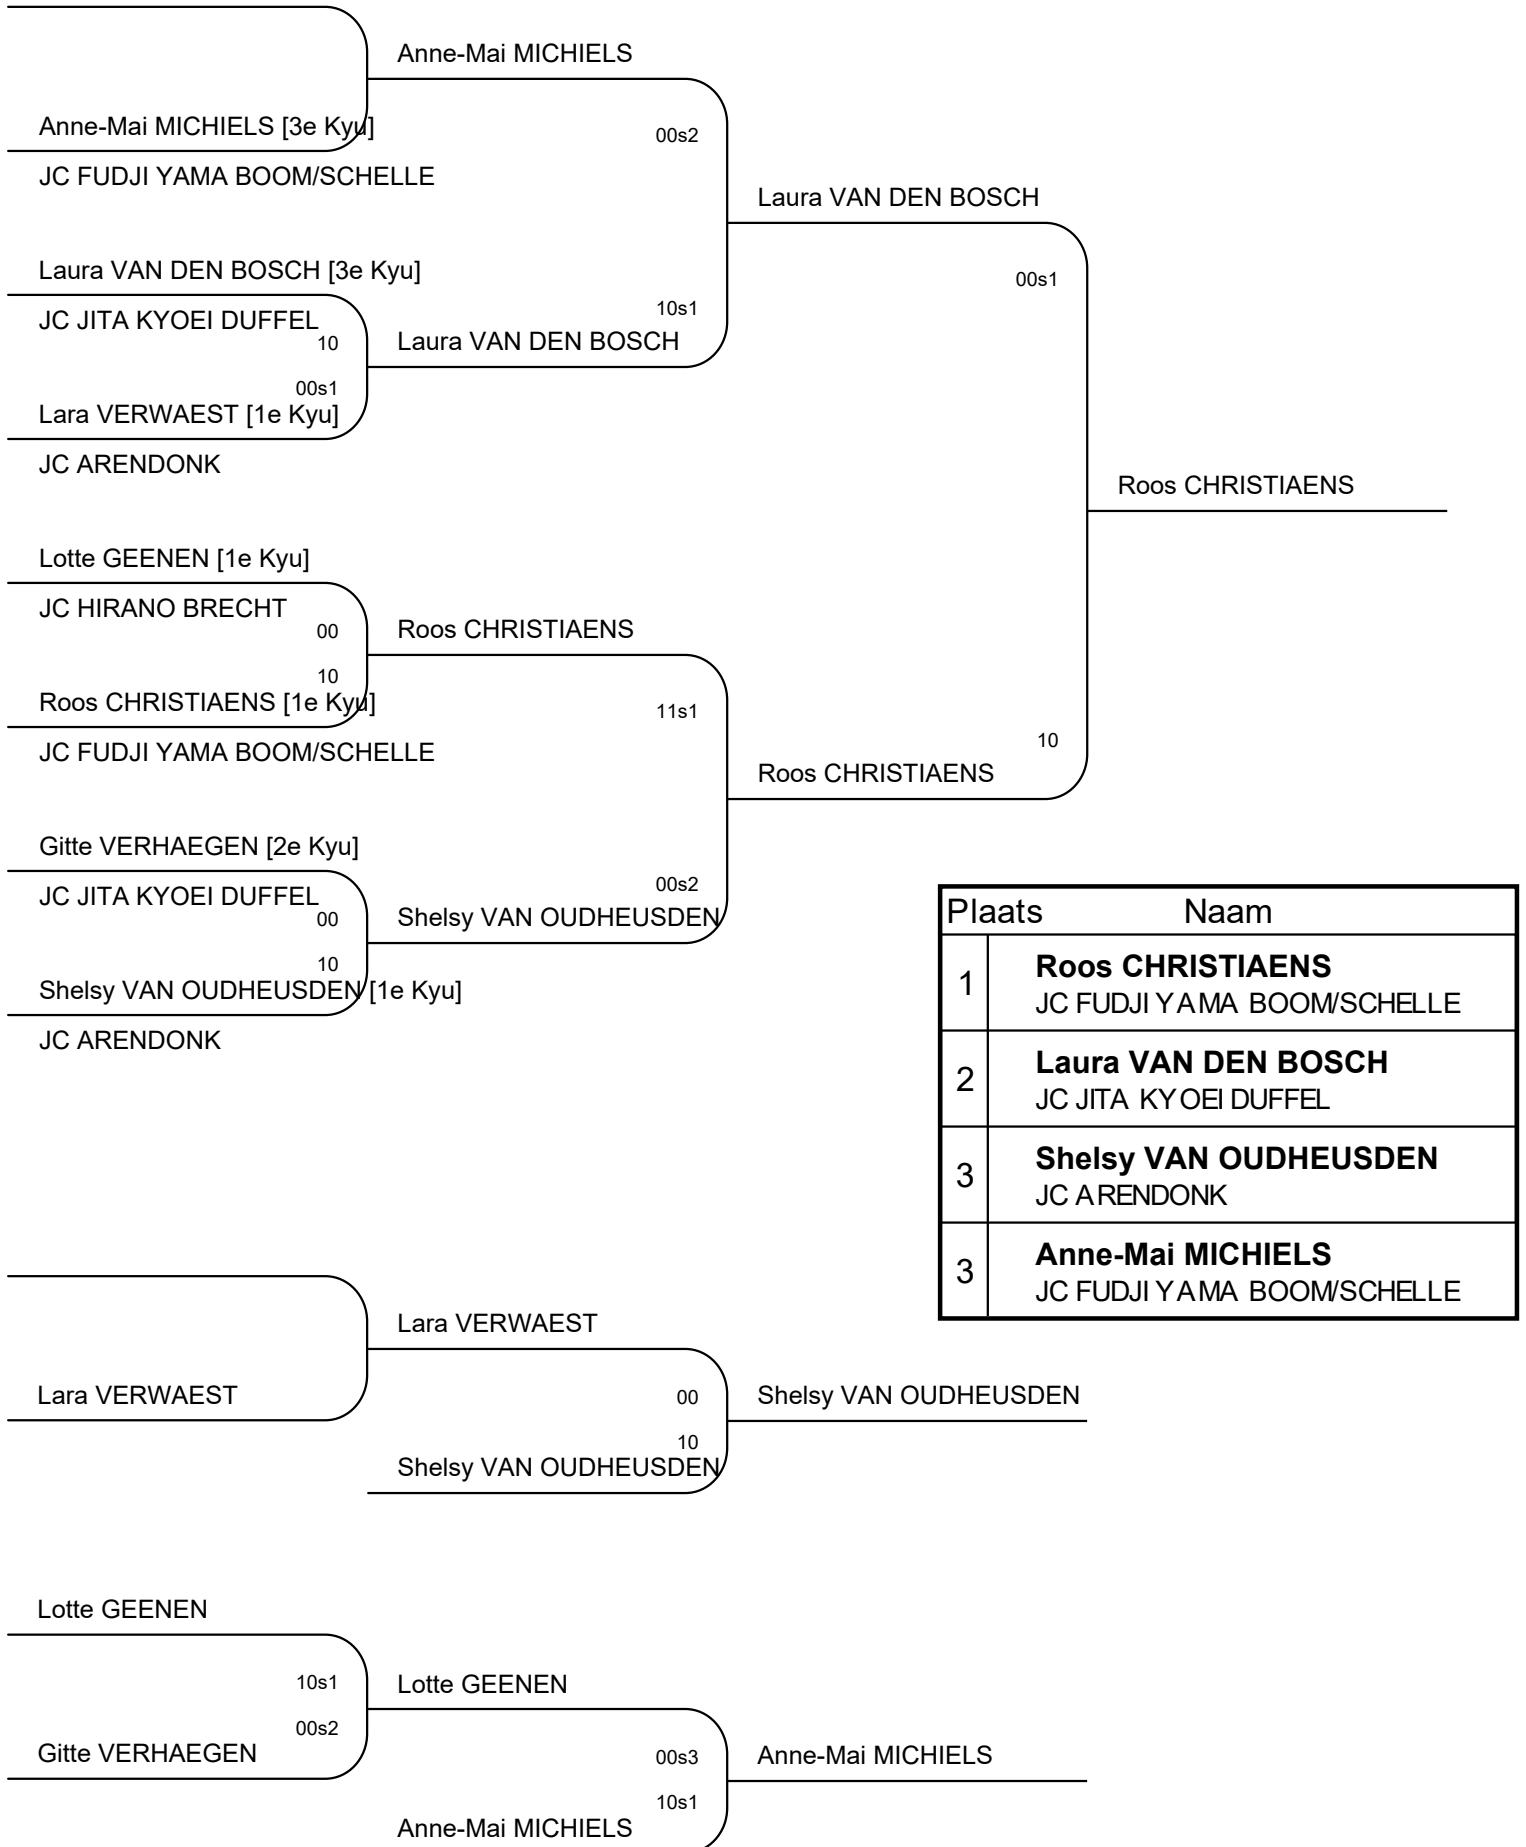 Anne-Mai MICHIELS
Anne-Mai MICHIELS [3e Kyu]
00s2
JC FUDJI YAMA BOOM/SCHELLE
Laura VAN DEN BOSCH
Laura VAN DEN BOSCH [3e Kyu]
00s1
JC JITA KYOEI DUFFEL
10s1
10
Laura VAN DEN BOSCH
00s1
Lara VERWAEST [1e Kyu]
JC ARENDONK
Roos CHRISTIAENS
Lotte GEENEN [1e Kyu]
JC HIRANO BRECHT
00
Roos CHRISTIAENS
10
Roos CHRISTIAENS [1e Kyu]
11s1
JC FUDJI YAMA BOOM/SCHELLE
10
Roos CHRISTIAENS
Gitte VERHAEGEN [2e Kyu]
JC JITA KYOEI DUFFEL
00s2
00
Shelsy VAN OUDHEUSDEN
10
Shelsy VAN OUDHEUSDEN [1e Kyu]
JC ARENDONK
Plaats Naam
1 Roos CHRISTIAENS
JC FUDJI YAMA BOOM/SCHELLE
2 Laura VAN DEN BOSCH
JC JITA KYOEI DUFFEL
3 Shelsy VAN OUDHEUSDEN
JC ARENDONK
3 Anne-Mai MICHIELS
JC FUDJI YAMA BOOM/SCHELLE
Lara VERWAEST
Lara VERWAEST
00
Shelsy VAN OUDHEUSDEN
10
Shelsy VAN OUDHEUSDEN
Lotte GEENEN
10s1
Lotte GEENEN
00s2
Gitte VERHAEGEN
00s3
Anne-Mai MICHIELS
10s1
Anne-Mai MICHIELS